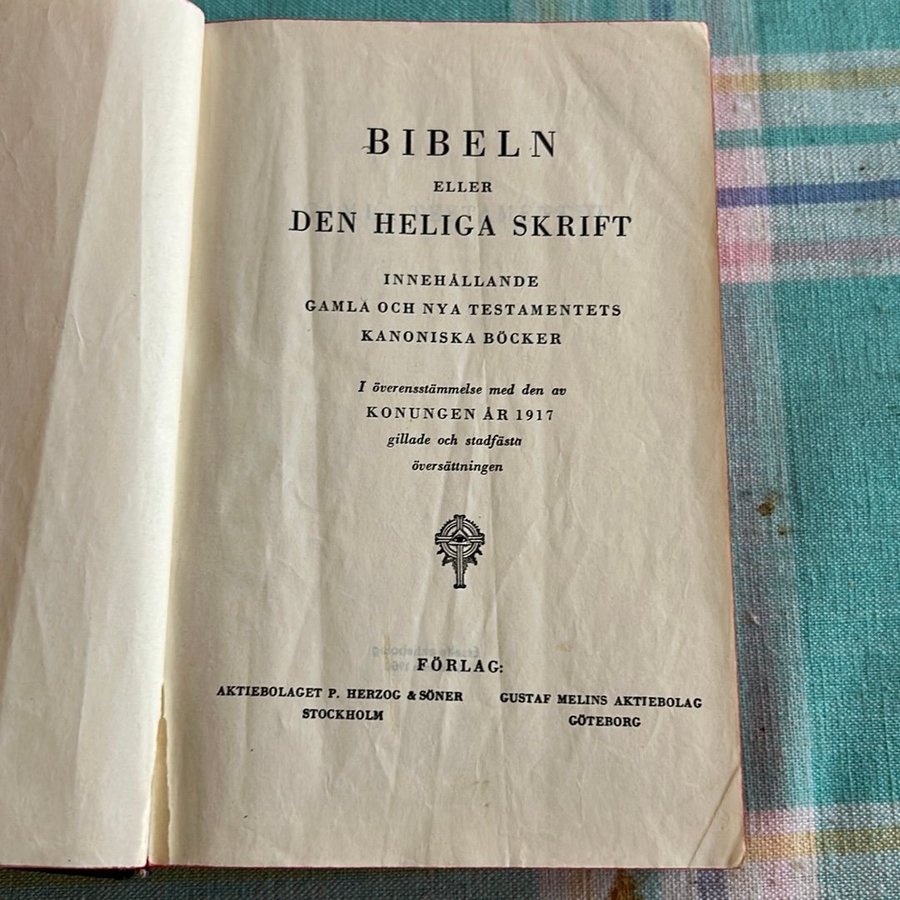 BIBELN
ELLER
DEN HELIGA SKRIFT
INNEHÅLLANDE
GAMLA OCH NYA TESTAMENTETS
KANONISKA BÖCKER
I överensstämmelse med den av
KONUNGEN ÅR 1917
gillade och stadfästa
översättningen
FÖRLAG:
AKTIEBOLAGET P. HERZOG & SÖNER
STOCKHOLM
GUSTAF MELINS AKTIEBOLAG
GÖTEBORG